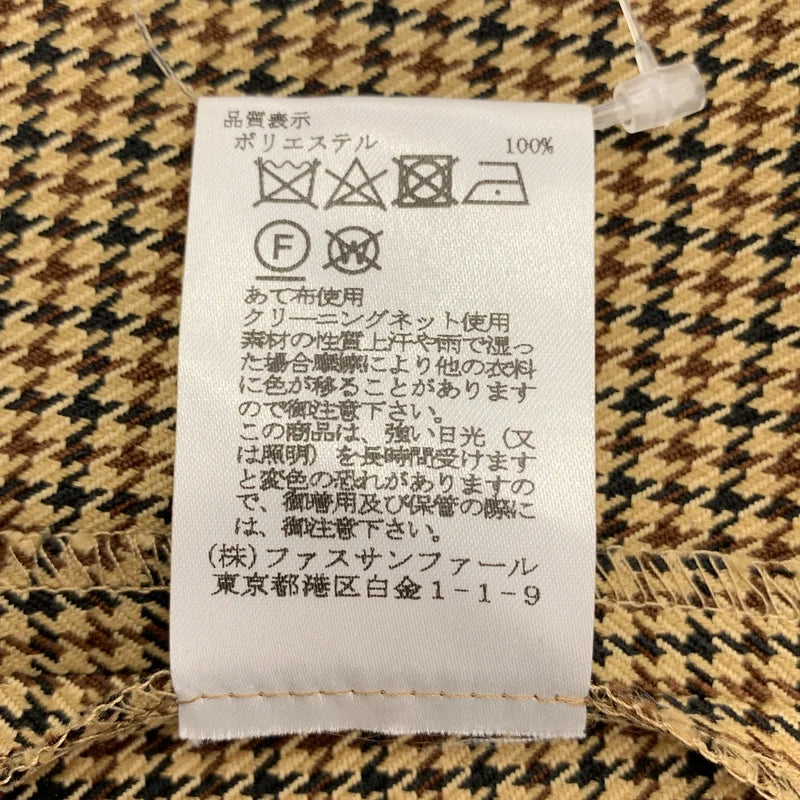 品質表示
ポリエステル 100%
F W
あて布使用
クリーニングネット使用
素材の性質上汗や雨で湿っ
た場合摩擦により他の衣料
に色が移ることがあります
ので御注意下さい。
この商品は、強い日光（又
は照明）を長時間受けます
と変色の恐れがありますの
で、御着用及び保管の際に
は、御注意下さい。
(株)ファスサンファール
東京都港区白金1-1-9